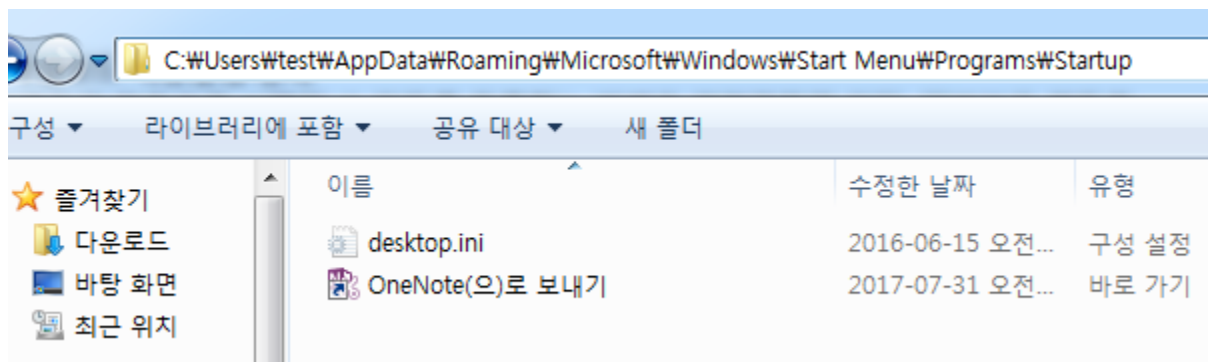 C:₩Users₩test₩AppData₩Roaming₩Microsoft₩Windows₩Start Menu₩Programs₩Startup
구성 라이브러리에 포함 공유 대상 새 폴더
즐겨찾기
다운로드
바탕 화면
최근 위치
이름 수정한 날짜 유형
desktop.ini 2016-06-15 오전... 구성 설정
OneNote(으)로 보내기 2017-07-31 오전... 바로 가기